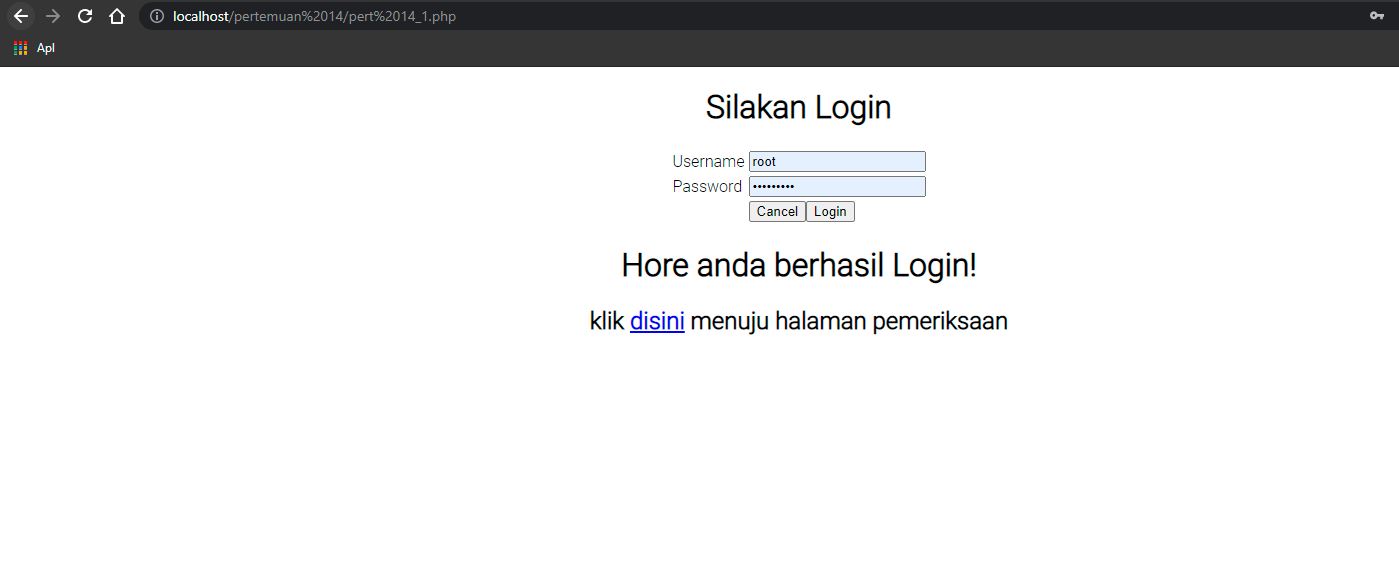 localhost/pertemuan%2014/pert%2014_1.php
Apl
Silakan Login
Username root
Password •••••••••
Cancel Login
Hore anda berhasil Login!
klik disini menuju halaman pemeriksaan